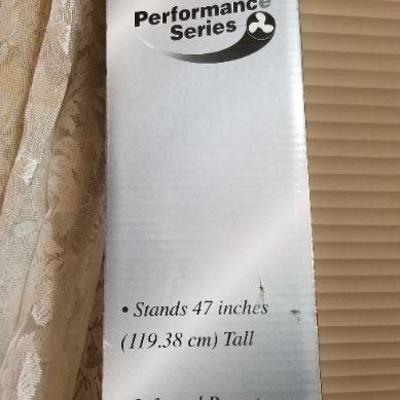 Performance
Series
• Stands 47 inches
(119.38 cm) Tall